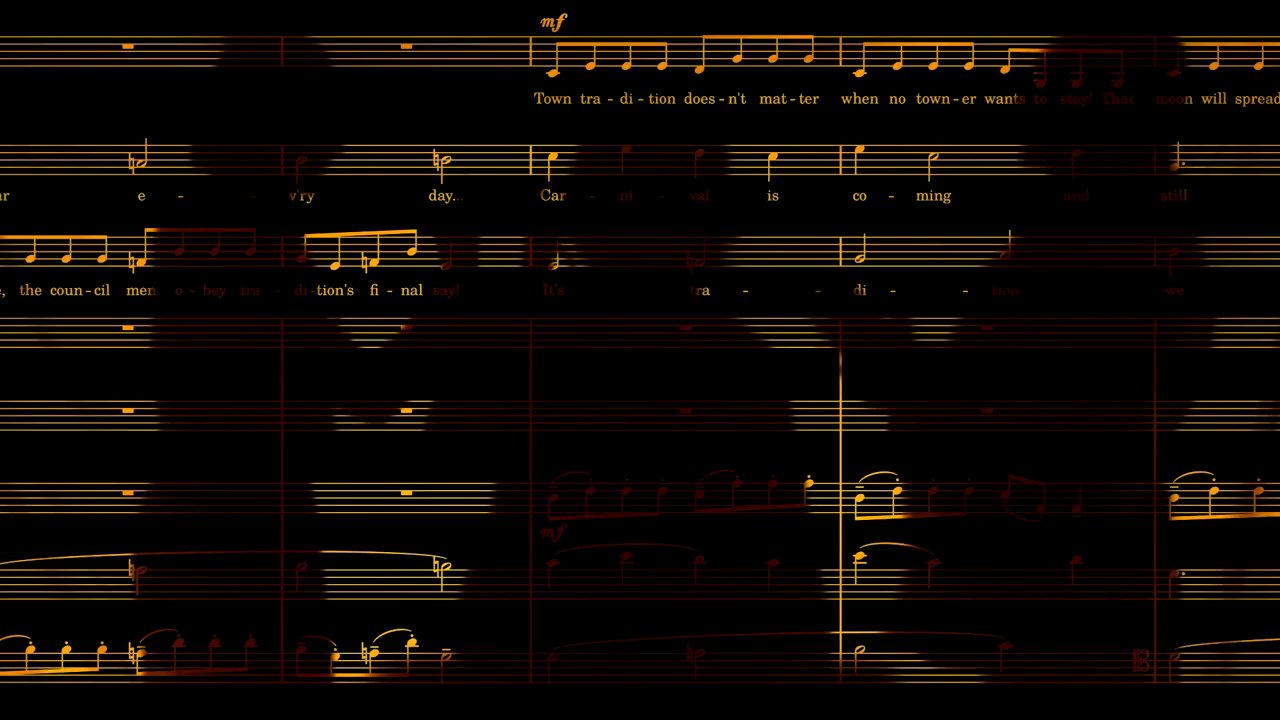 mf
Town tra - di - tion does - n't mat - ter when no town - er wants to stay! That moon will spread
ar e - - v'ry day... Car - ni - val is co - ming and still
e, the coun - cil men o - bey tra - di - tion's fi - nal say! It's tra - - di - - tion we
mf